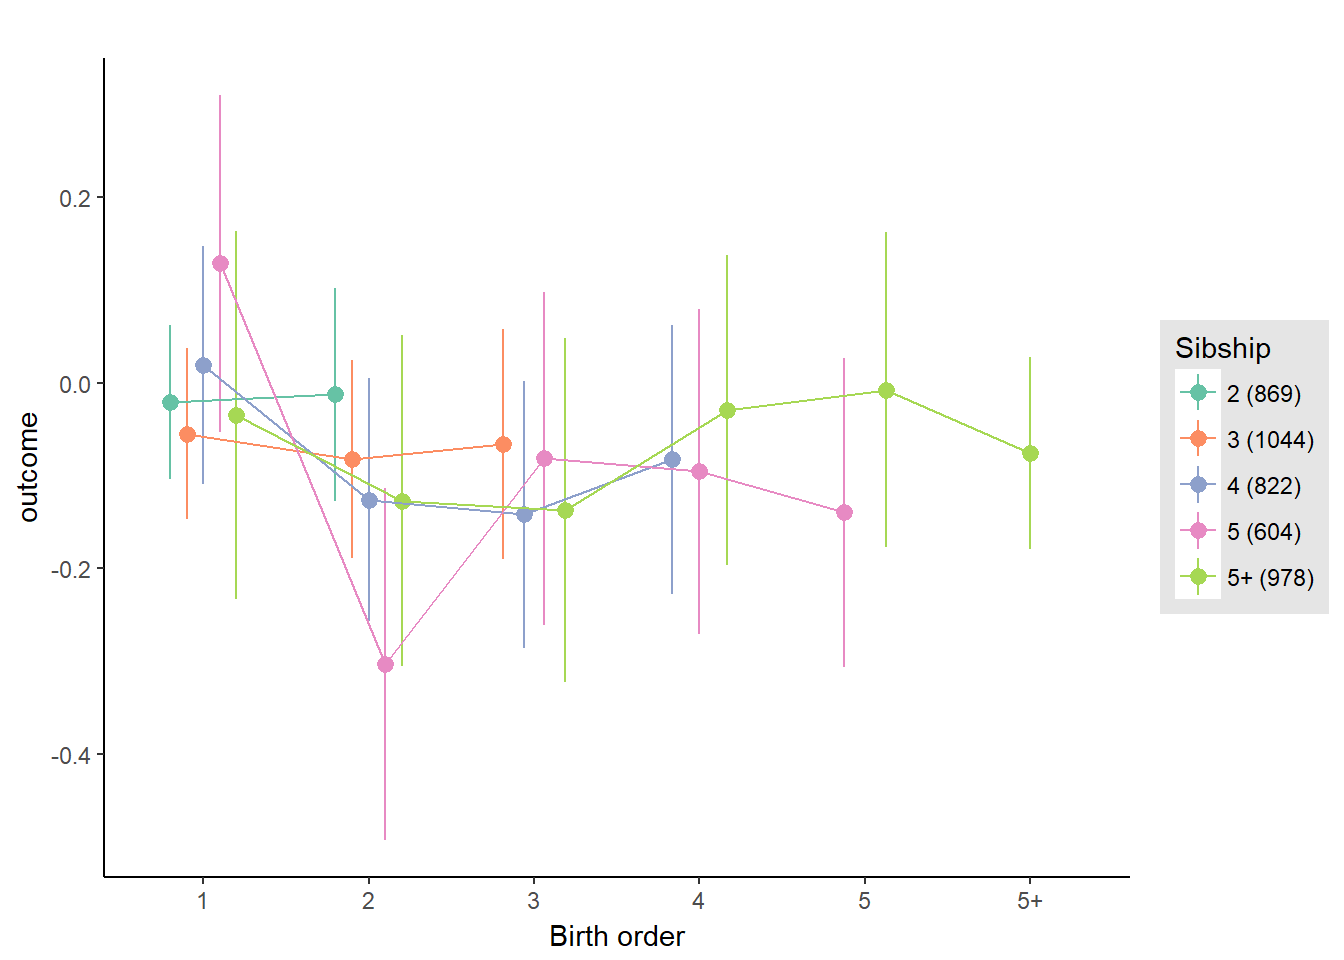 outcome
0.2
0.0
-0.2
-0.4
1 2 3 4 5 5+
Birth order
Sibship
2 (869)
3 (1044)
4 (822)
5 (604)
5+ (978)